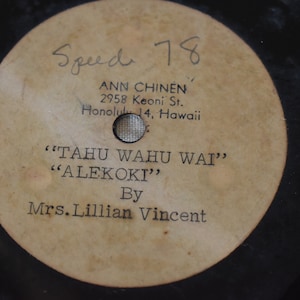 Speed 78
ANN CHINEN
2958 Keoni St.
Honolulu 14, Hawaii
"TAHU WAHU WAI"
"ALEKOKI"
By
Mrs.Lillian Vincent